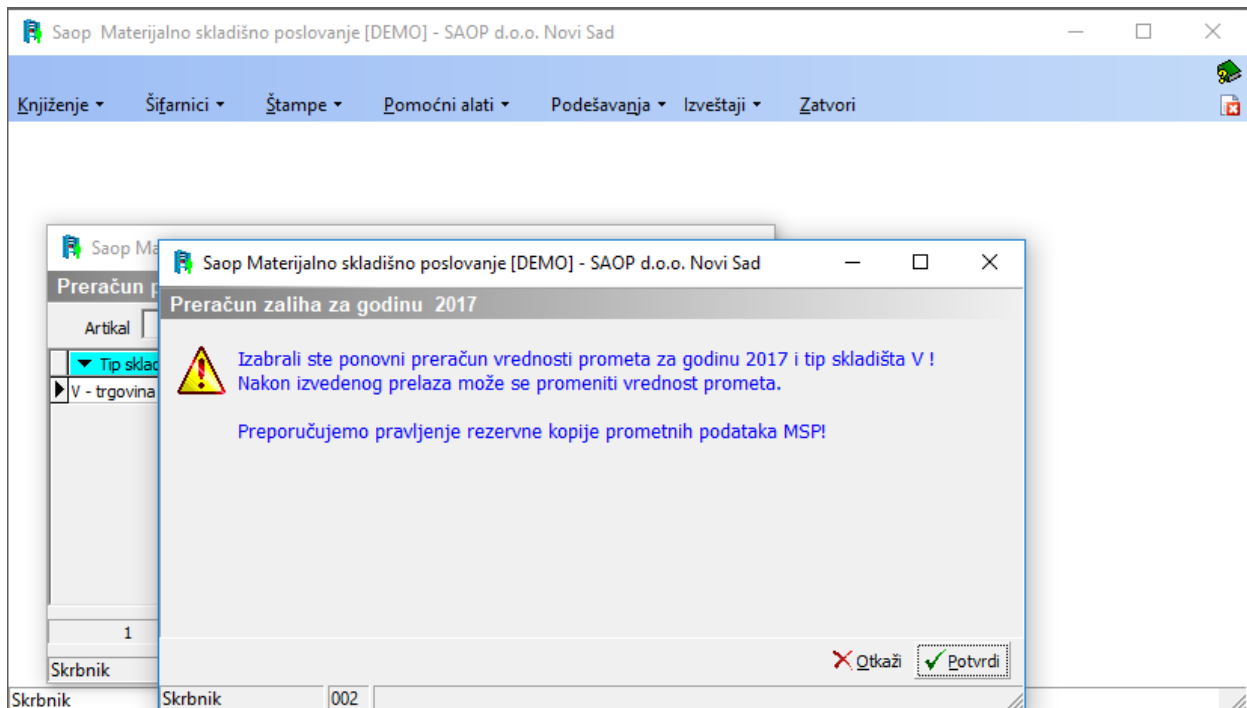 Saop Materijalno skladišno poslovanje [DEMO] - SAOP d.o.o. Novi Sad
Knjiženje Šifarnici Štampe Pomoćni alati Podešavanja Izveštaji Zatvori
Saop Ma
Saop Materijalno skladišno poslovanje [DEMO] - SAOP d.o.o. Novi Sad
Preračun p
Preračun zaliha za godinu 2017
Artikal
Tip sklad
V - trgovina
Izabrali ste ponovni preračun vrednosti prometa za godinu 2017 i tip skladišta V !
Nakon izvedenog prelaza može se promeniti vrednost prometa.
Preporučujemo pravljenje rezervne kopije prometnih podataka MSP!
1
Otkaži Potvrdi
Skrbnik
Skrbnik 002
Skrbnik